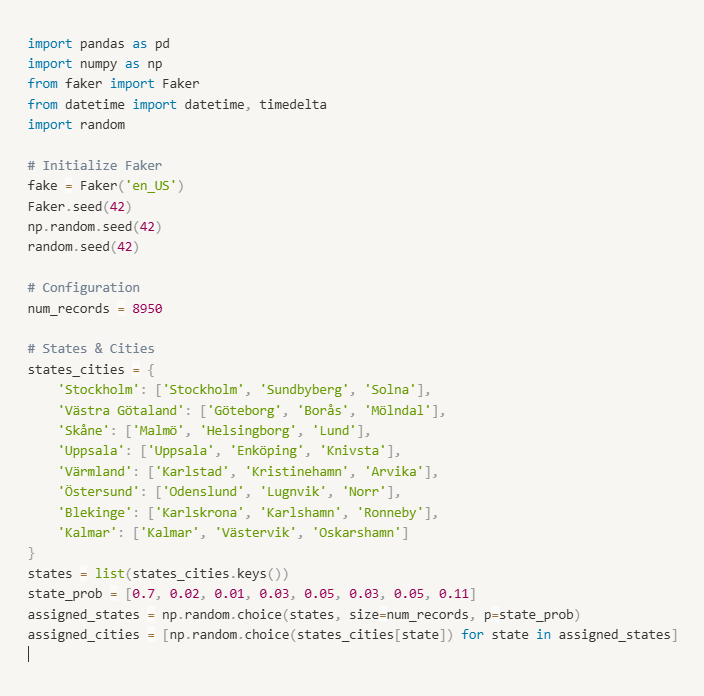 import pandas as pd
import numpy as np
from faker import Faker
from datetime import datetime, timedelta
import random
# Initialize Faker
fake = Faker('en_US')
Faker.seed(42)
np.random.seed(42)
random.seed(42)
# Configuration
num_records = 8950
# States & Cities
states_cities = {
    'Stockholm': ['Stockholm', 'Sundbyberg', 'Solna'],
    'Västra Götaland': ['Göteborg', 'Borås', 'Mölndal'],
    'Skåne': ['Malmö', 'Helsingborg', 'Lund'],
    'Uppsala': ['Uppsala', 'Enköping', 'Knivsta'],
    'Värmland': ['Karlstad', 'Kristinehamn', 'Arvika'],
    'Östersund': ['Odenslund', 'Lugnvik', 'Norr'],
    'Blekinge': ['Karlskrona', 'Karlshamn', 'Ronneby'],
    'Kalmar': ['Kalmar', 'Västervik', 'Oskarshamn']
}
states = list(states_cities.keys())
state_prob = [0.7, 0.02, 0.01, 0.03, 0.05, 0.03, 0.05, 0.11]
assigned_states = np.random.choice(states, size=num_records, p=state_prob)
assigned_cities = [np.random.choice(states_cities[state]) for state in assigned_states]